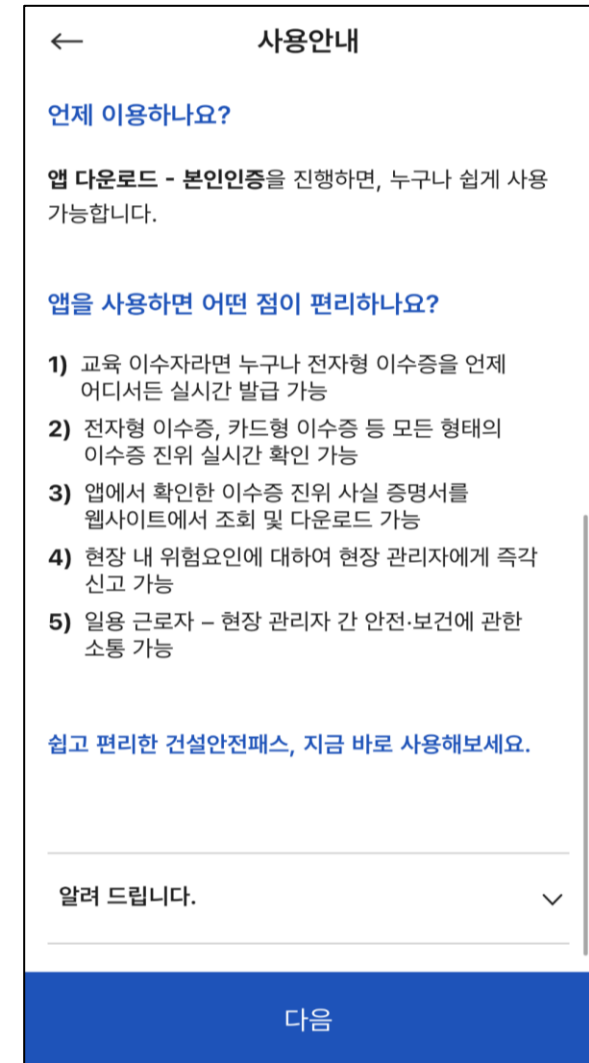 사용안내
언제 이용하나요?
앱 다운로드 - 본인인증을 진행하면, 누구나 쉽게 사용
가능합니다.
앱을 사용하면 어떤 점이 편리하나요?
1) 교육 이수자라면 누구나 전자형 이수증을 언제
어디서든 실시간 발급 가능
2) 전자형 이수증, 카드형 이수증 등 모든 형태의
이수증 진위 실시간 확인 가능
3) 앱에서 확인한 이수증 진위 사실 증명서를
웹사이트에서 조회 및 다운로드 가능
4) 현장 내 위험요인에 대하여 현장 관리자에게 즉각
신고 가능
5) 일용 근로자 – 현장 관리자 간 안전·보건에 관한
소통 가능
쉽고 편리한 건설안전패스, 지금 바로 사용해보세요.
알려 드립니다.
다음